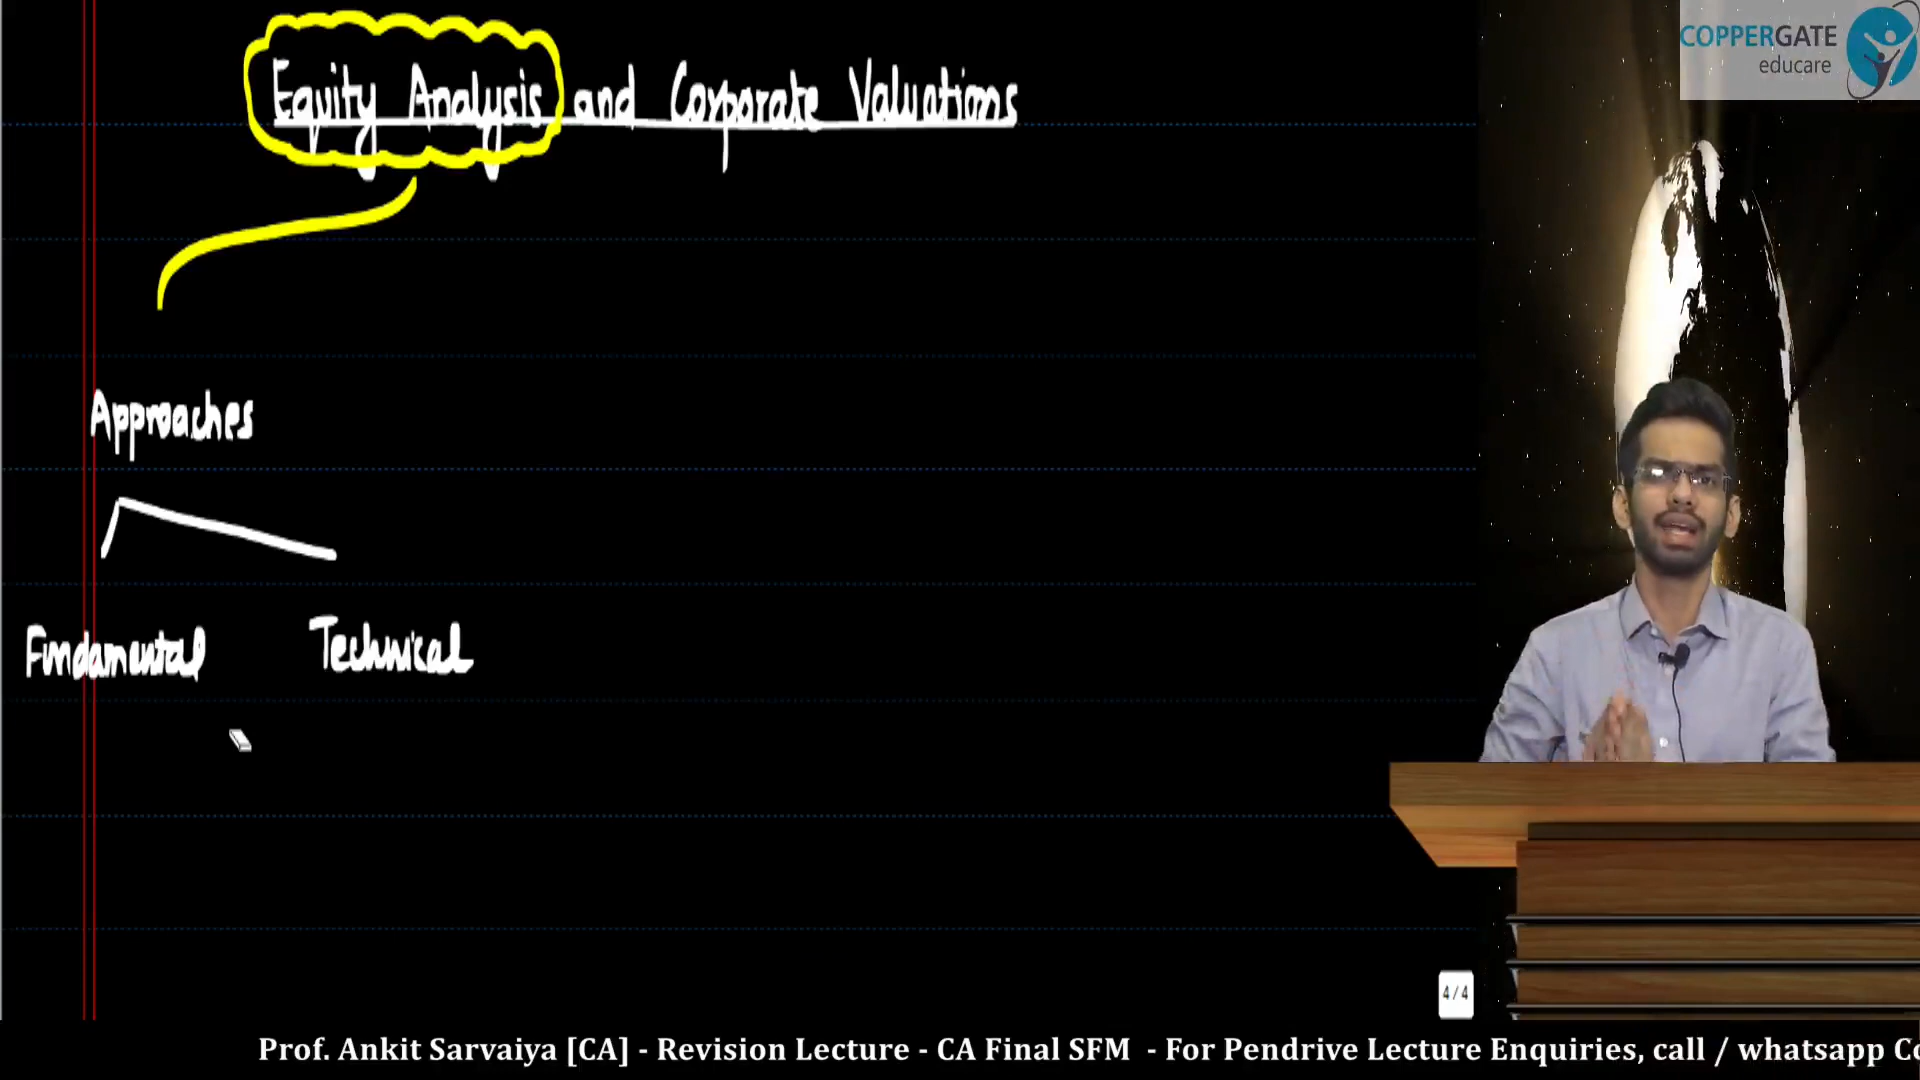 Equity Analysis and Corporate Valuations
COPPERGATE
educare
Approaches
Fundamental Technical
4/4
Prof. Ankit Sarvaiya [CA] - Revision Lecture - CA Final SFM - For Pendrive Lecture Enquiries, call / whatsapp